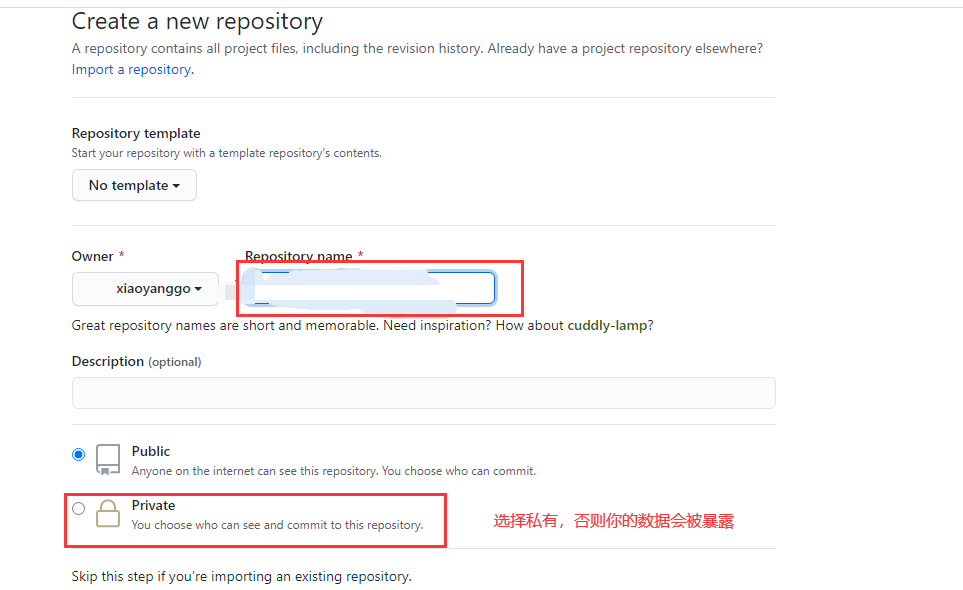 Create a new repository
A repository contains all project files, including the revision history. Already have a project repository elsewhere?
Import a repository.
Repository template
Start your repository with a template repository's contents.
No template
Owner * Repository name *
xiaoyanggo
Great repository names are short and memorable. Need inspiration? How about cuddly-lamp?
Description (optional)
Public
Anyone on the internet can see this repository. You choose who can commit.
Private
You choose who can see and commit to this repository.
选择私有，否则你的数据会被暴露
Skip this step if you're importing an existing repository.